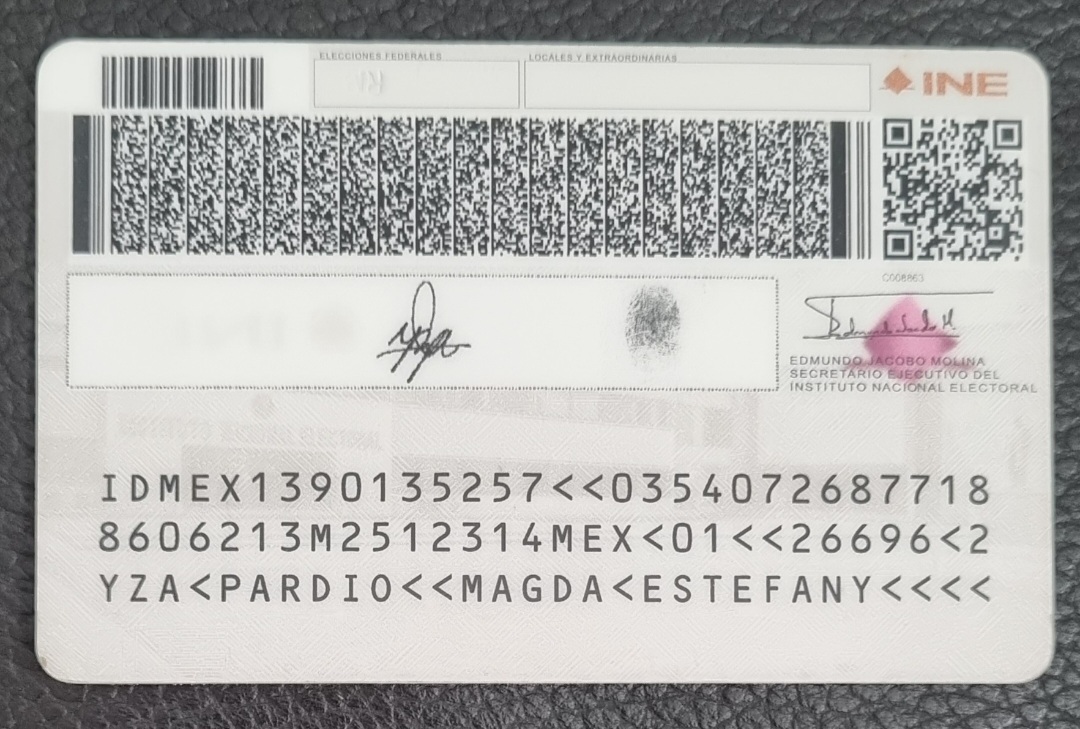 ELECCIONES FEDERALES
LOCALES Y EXTRAORDINARIAS
INE
C008863
EDMUNDO JACOBO MOLINA
SECRETARIO EJECUTIVO DEL
INSTITUTO NACIONAL ELECTORAL
IDMEX1390135257<<0354072687718
8606213M2512314MEX<01<<26696<2
YZA<PARDIO<<MAGDA<ESTEFANY<<<<